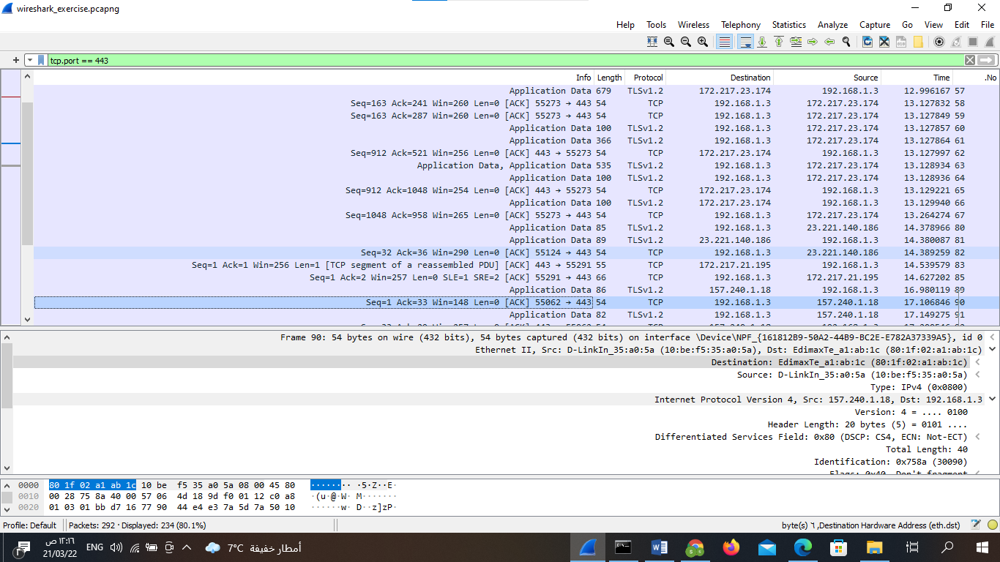 wireshark_exercise.pcapng
Help Tools Wireless Telephony Statistics Analyze Capture Go View Edit File
tcp.port == 443
Info Length Protocol Destination Source Time .No
Application Data 679 TLSv1.2 172.217.23.174 192.168.1.3 12.996167 57
Seq=163 Ack=241 Win=260 Len=0 [ACK] 55273 → 443 54 TCP 192.168.1.3 172.217.23.174 13.127832 58
Seq=163 Ack=287 Win=260 Len=0 [ACK] 55273 → 443 54 TCP 192.168.1.3 172.217.23.174 13.127849 59
Application Data 100 TLSv1.2 192.168.1.3 172.217.23.174 13.127857 60
Application Data 366 TLSv1.2 192.168.1.3 172.217.23.174 13.127864 61
Seq=912 Ack=521 Win=256 Len=0 [ACK] 443 → 55273 54 TCP 172.217.23.174 192.168.1.3 13.127997 62
Application Data, Application Data 535 TLSv1.2 192.168.1.3 172.217.23.174 13.128934 63
Application Data 100 TLSv1.2 192.168.1.3 172.217.23.174 13.128936 64
Seq=912 Ack=1048 Win=254 Len=0 [ACK] 443 → 55273 54 TCP 172.217.23.174 192.168.1.3 13.129221 65
Application Data 100 TLSv1.2 172.217.23.174 192.168.1.3 13.129940 66
Seq=1048 Ack=958 Win=265 Len=0 [ACK] 55273 → 443 54 TCP 192.168.1.3 172.217.23.174 13.264274 67
Application Data 85 TLSv1.2 192.168.1.3 23.221.140.186 14.378966 80
Application Data 89 TLSv1.2 23.221.140.186 192.168.1.3 14.380087 81
Seq=32 Ack=36 Win=290 Len=0 [ACK] 55124 → 443 54 TCP 192.168.1.3 23.221.140.186 14.389259 82
Seq=1 Ack=1 Win=256 Len=1 [TCP segment of a reassembled PDU] [ACK] 443 → 55291 55 TCP 172.217.21.195 192.168.1.3 14.539579 83
Seq=1 Ack=2 Win=257 Len=0 SLE=1 SRE=2 [ACK] 55291 → 443 66 TCP 192.168.1.3 172.217.21.195 14.627202 85
Application Data 86 TLSv1.2 157.240.1.18 192.168.1.3 16.980119 89
Seq=1 Ack=33 Win=148 Len=0 [ACK] 55062 → 443 54 TCP 192.168.1.3 157.240.1.18 17.106846 90
Application Data 82 TLSv1.2 192.168.1.3 157.240.1.18 17.149275 91
Frame 90: 54 bytes on wire (432 bits), 54 bytes captured (432 bits) on interface \Device\NPF_{161812B9-50A2-44B9-BC2E-E782A37339A5}, id 0
Ethernet II, Src: D-LinkIn_35:a0:5a (10:be:f5:35:a0:5a), Dst: EdimaxTe_a1:ab:1c (80:1f:02:a1:ab:1c)
Destination: EdimaxTe_a1:ab:1c (80:1f:02:a1:ab:1c)
Source: D-LinkIn_35:a0:5a (10:be:f5:35:a0:5a)
Type: IPv4 (0x0800)
Internet Protocol Version 4, Src: 157.240.1.18, Dst: 192.168.1.3
Version: 4 = .... 0100
Header Length: 20 bytes (5) = 0101 ....
Differentiated Services Field: 0x80 (DSCP: CS4, ECN: Not-ECT)
Total Length: 40
Identification: 0x758a (30090)
Flags: 0x40, Don't fragment
0000 80 1f 02 a1 ab 1c 10 be f5 35 a0 5a 08 00 45 80 ········ ·5·Z··E·
0010 00 28 75 8a 40 00 57 06 4d 18 9d f0 01 12 c0 a8 ·(u·@·W· M·······
0020 01 03 01 bb d7 16 77 90 44 e4 e3 7a 5d 7a 50 10 ······w· D··z]zP·
Profile: Default Packets: 292 · Displayed: 234 (80.1%) byte(s) ٦ ,Destination Hardware Address (eth.dst)
١٢:١٦ ص
21/03/22
ENG
7°C أمطار خفيفة